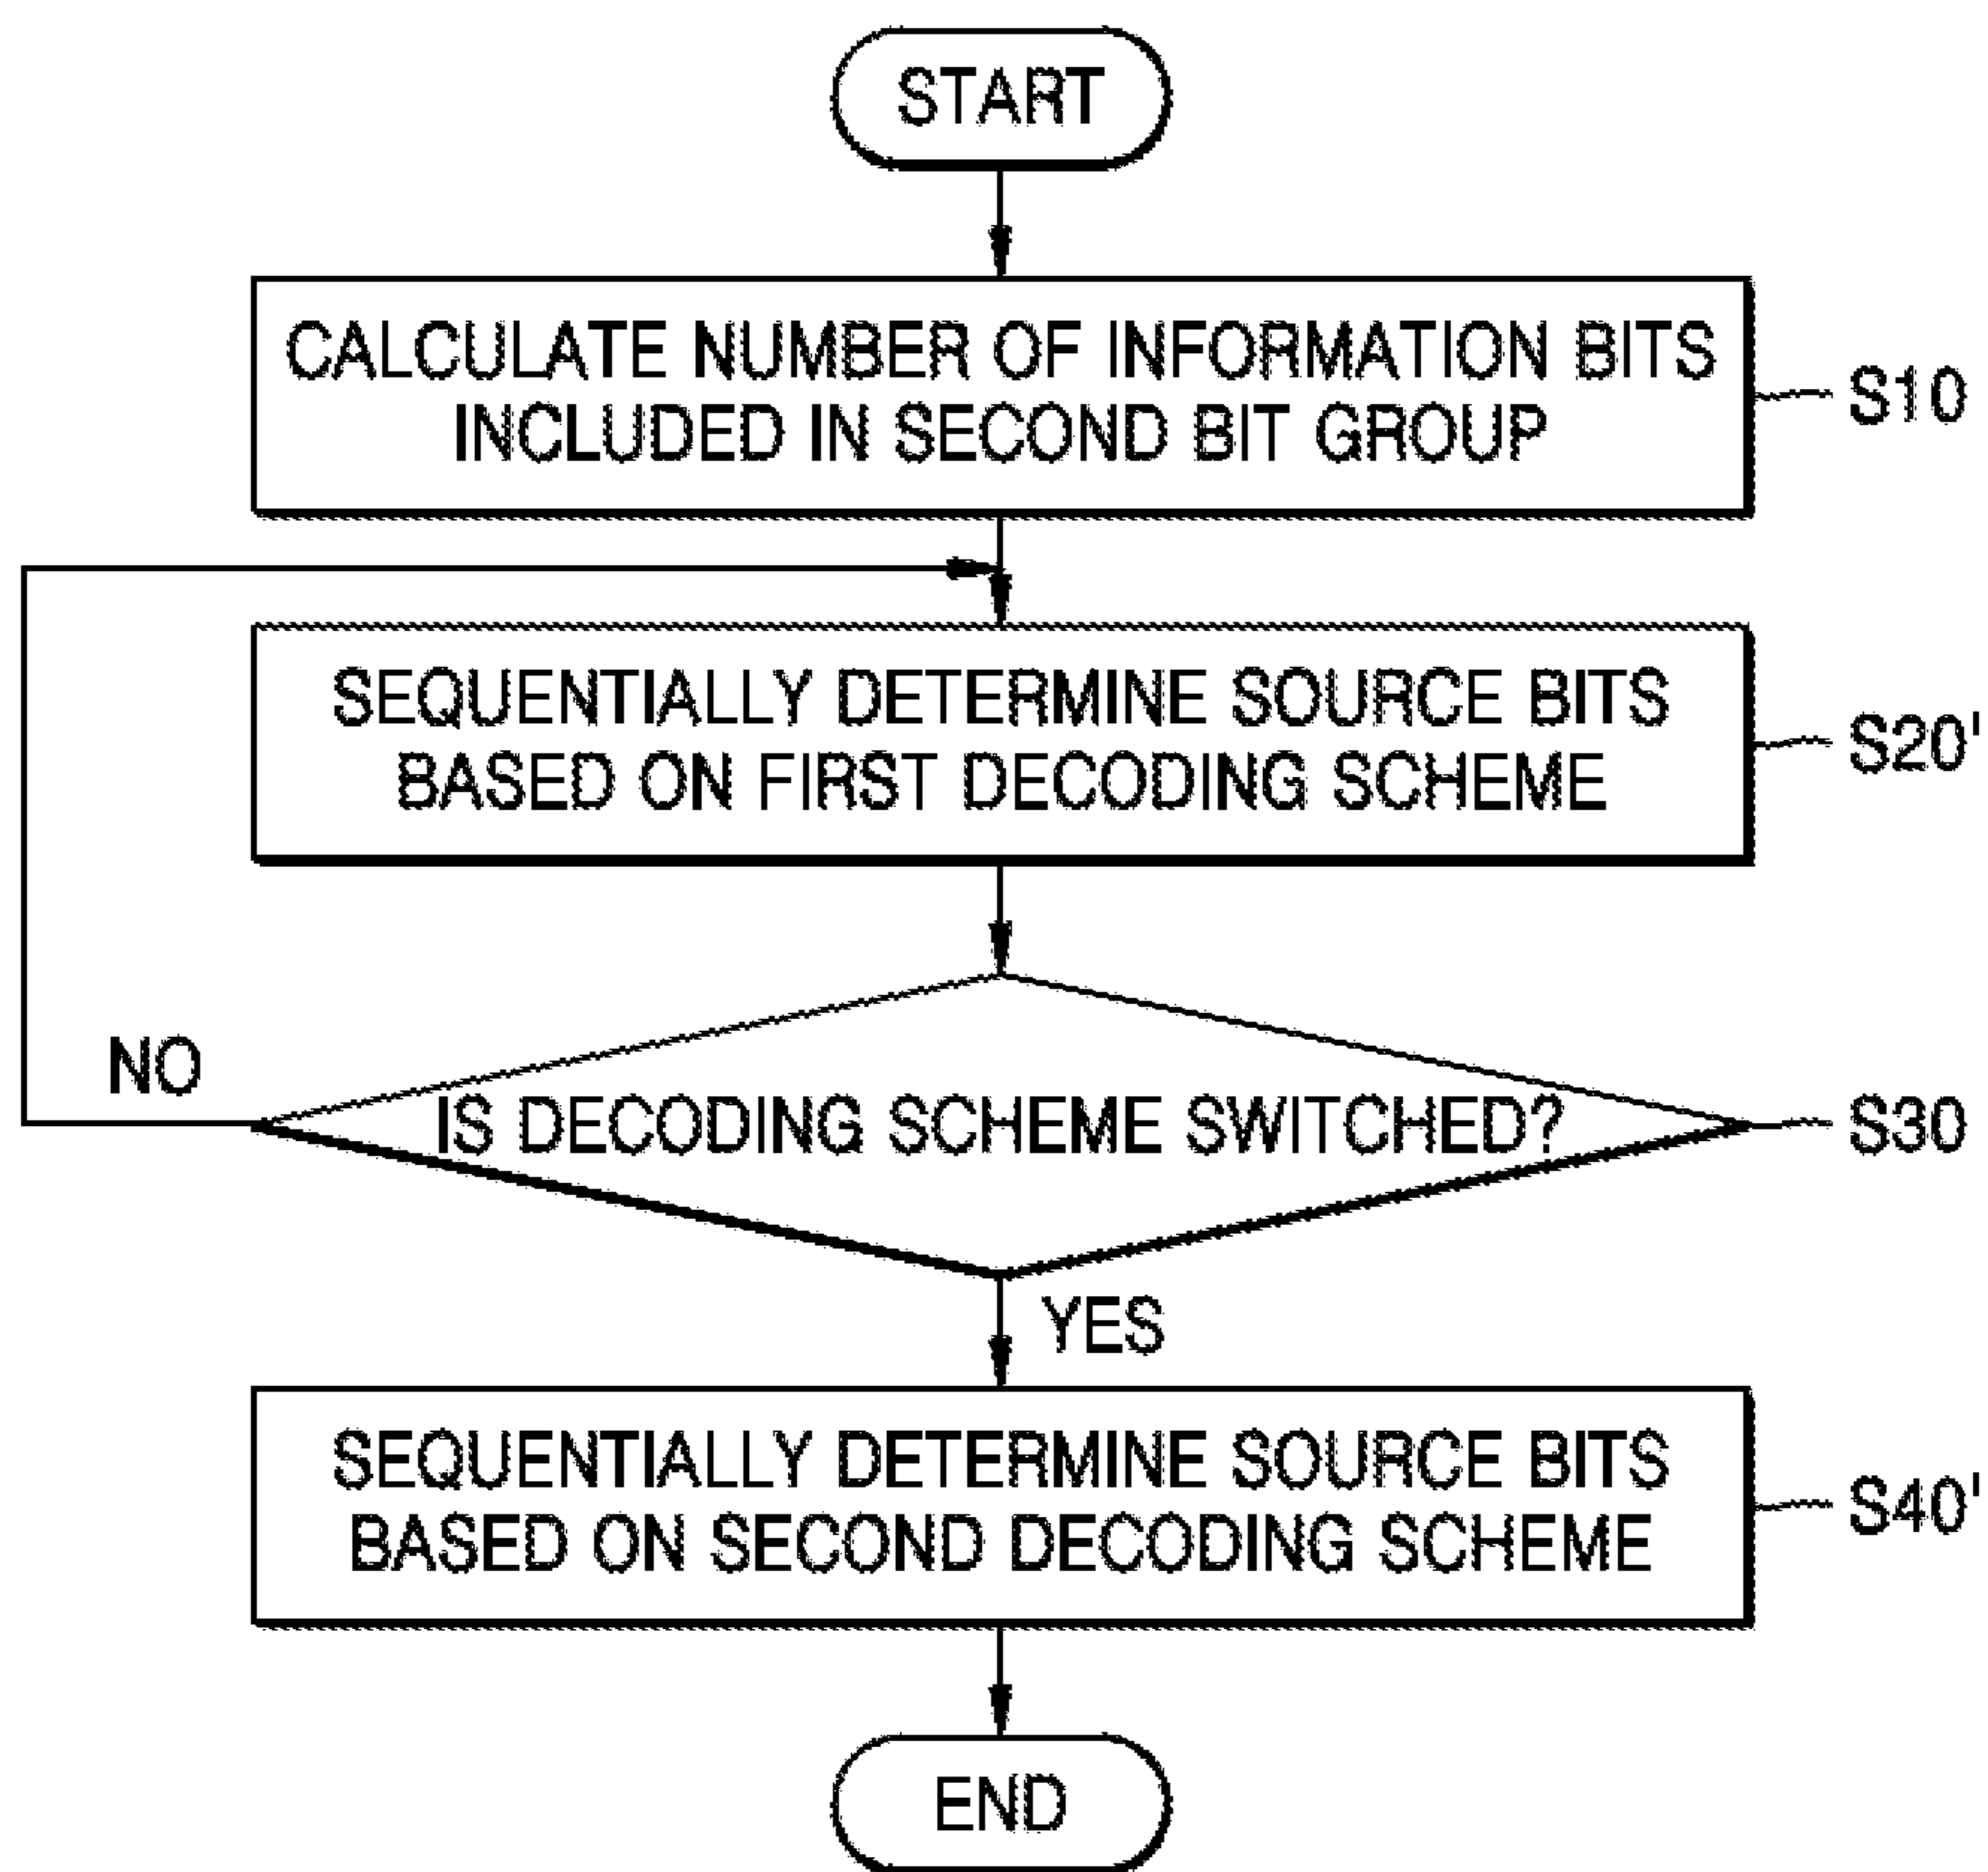 START
CALCULATE NUMBER OF INFORMATION BITS
INCLUDED IN SECOND BIT GROUP
S10
SEQUENTIALLY DETERMINE SOURCE BITS
BASED ON FIRST DECODING SCHEME
S20'
NO
IS DECODING SCHEME SWITCHED?
S30
YES
SEQUENTIALLY DETERMINE SOURCE BITS
BASED ON SECOND DECODING SCHEME
S40'
END